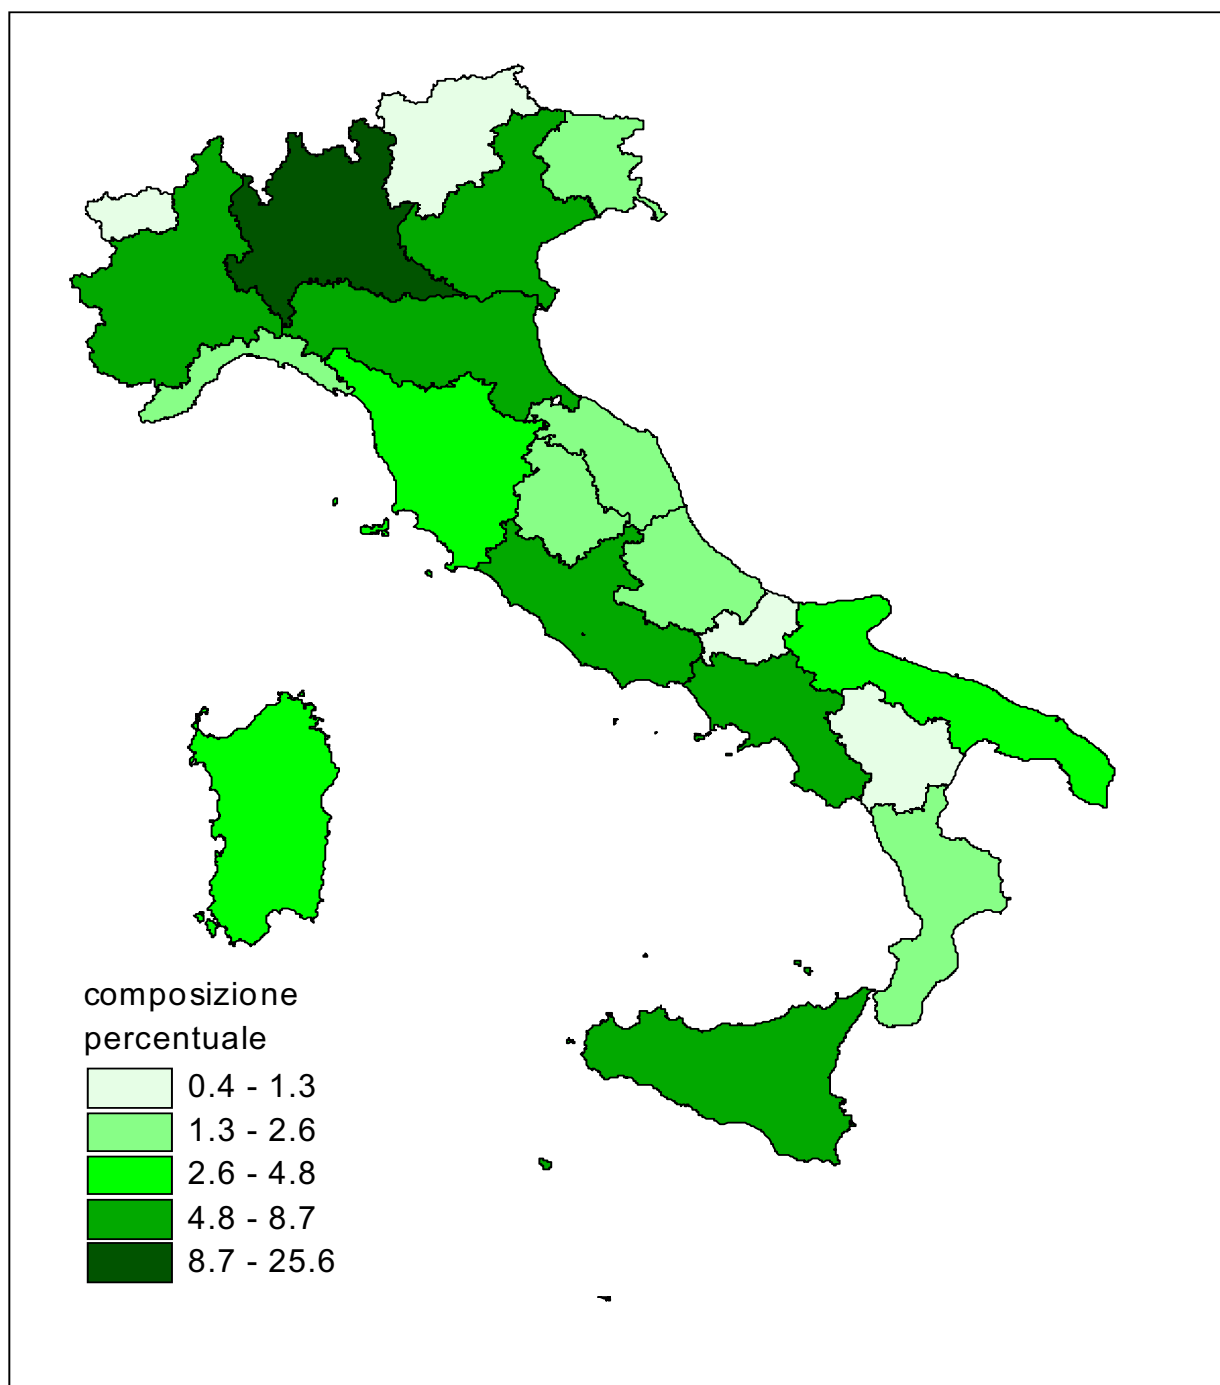 composizione
percentuale
0.4 - 1.3
1.3 - 2.6
2.6 - 4.8
4.8 - 8.7
8.7 - 25.6